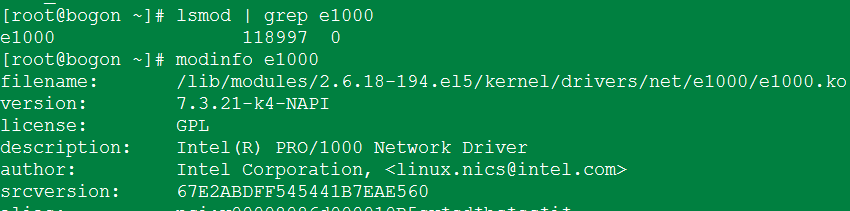 [root@bogon ~]# lsmod | grep e1000
e1000                 118997  0
[root@bogon ~]# modinfo e1000
filename:       /lib/modules/2.6.18-194.el5/kernel/drivers/net/e1000/e1000.ko
version:        7.3.21-k4-NAPI
license:        GPL
description:    Intel(R) PRO/1000 Network Driver
author:         Intel Corporation, <linux.nics@intel.com>
srcversion:     67E2ABDFF545441B7EAE560